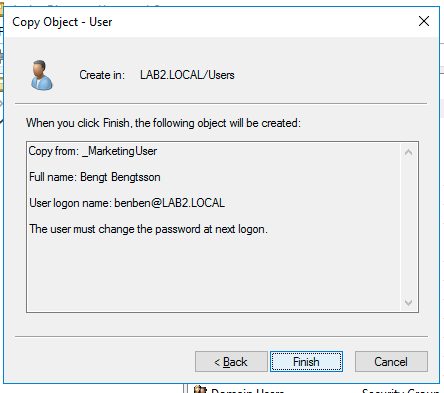 Copy Object - User
Create in: LAB2.LOCAL/Users
When you click Finish, the following object will be created:
Copy from: _MarketingUser
Full name: Bengt Bengtsson
User logon name: benben@LAB2.LOCAL
The user must change the password at next logon.
< Back Finish Cancel
Domain Users Security Group